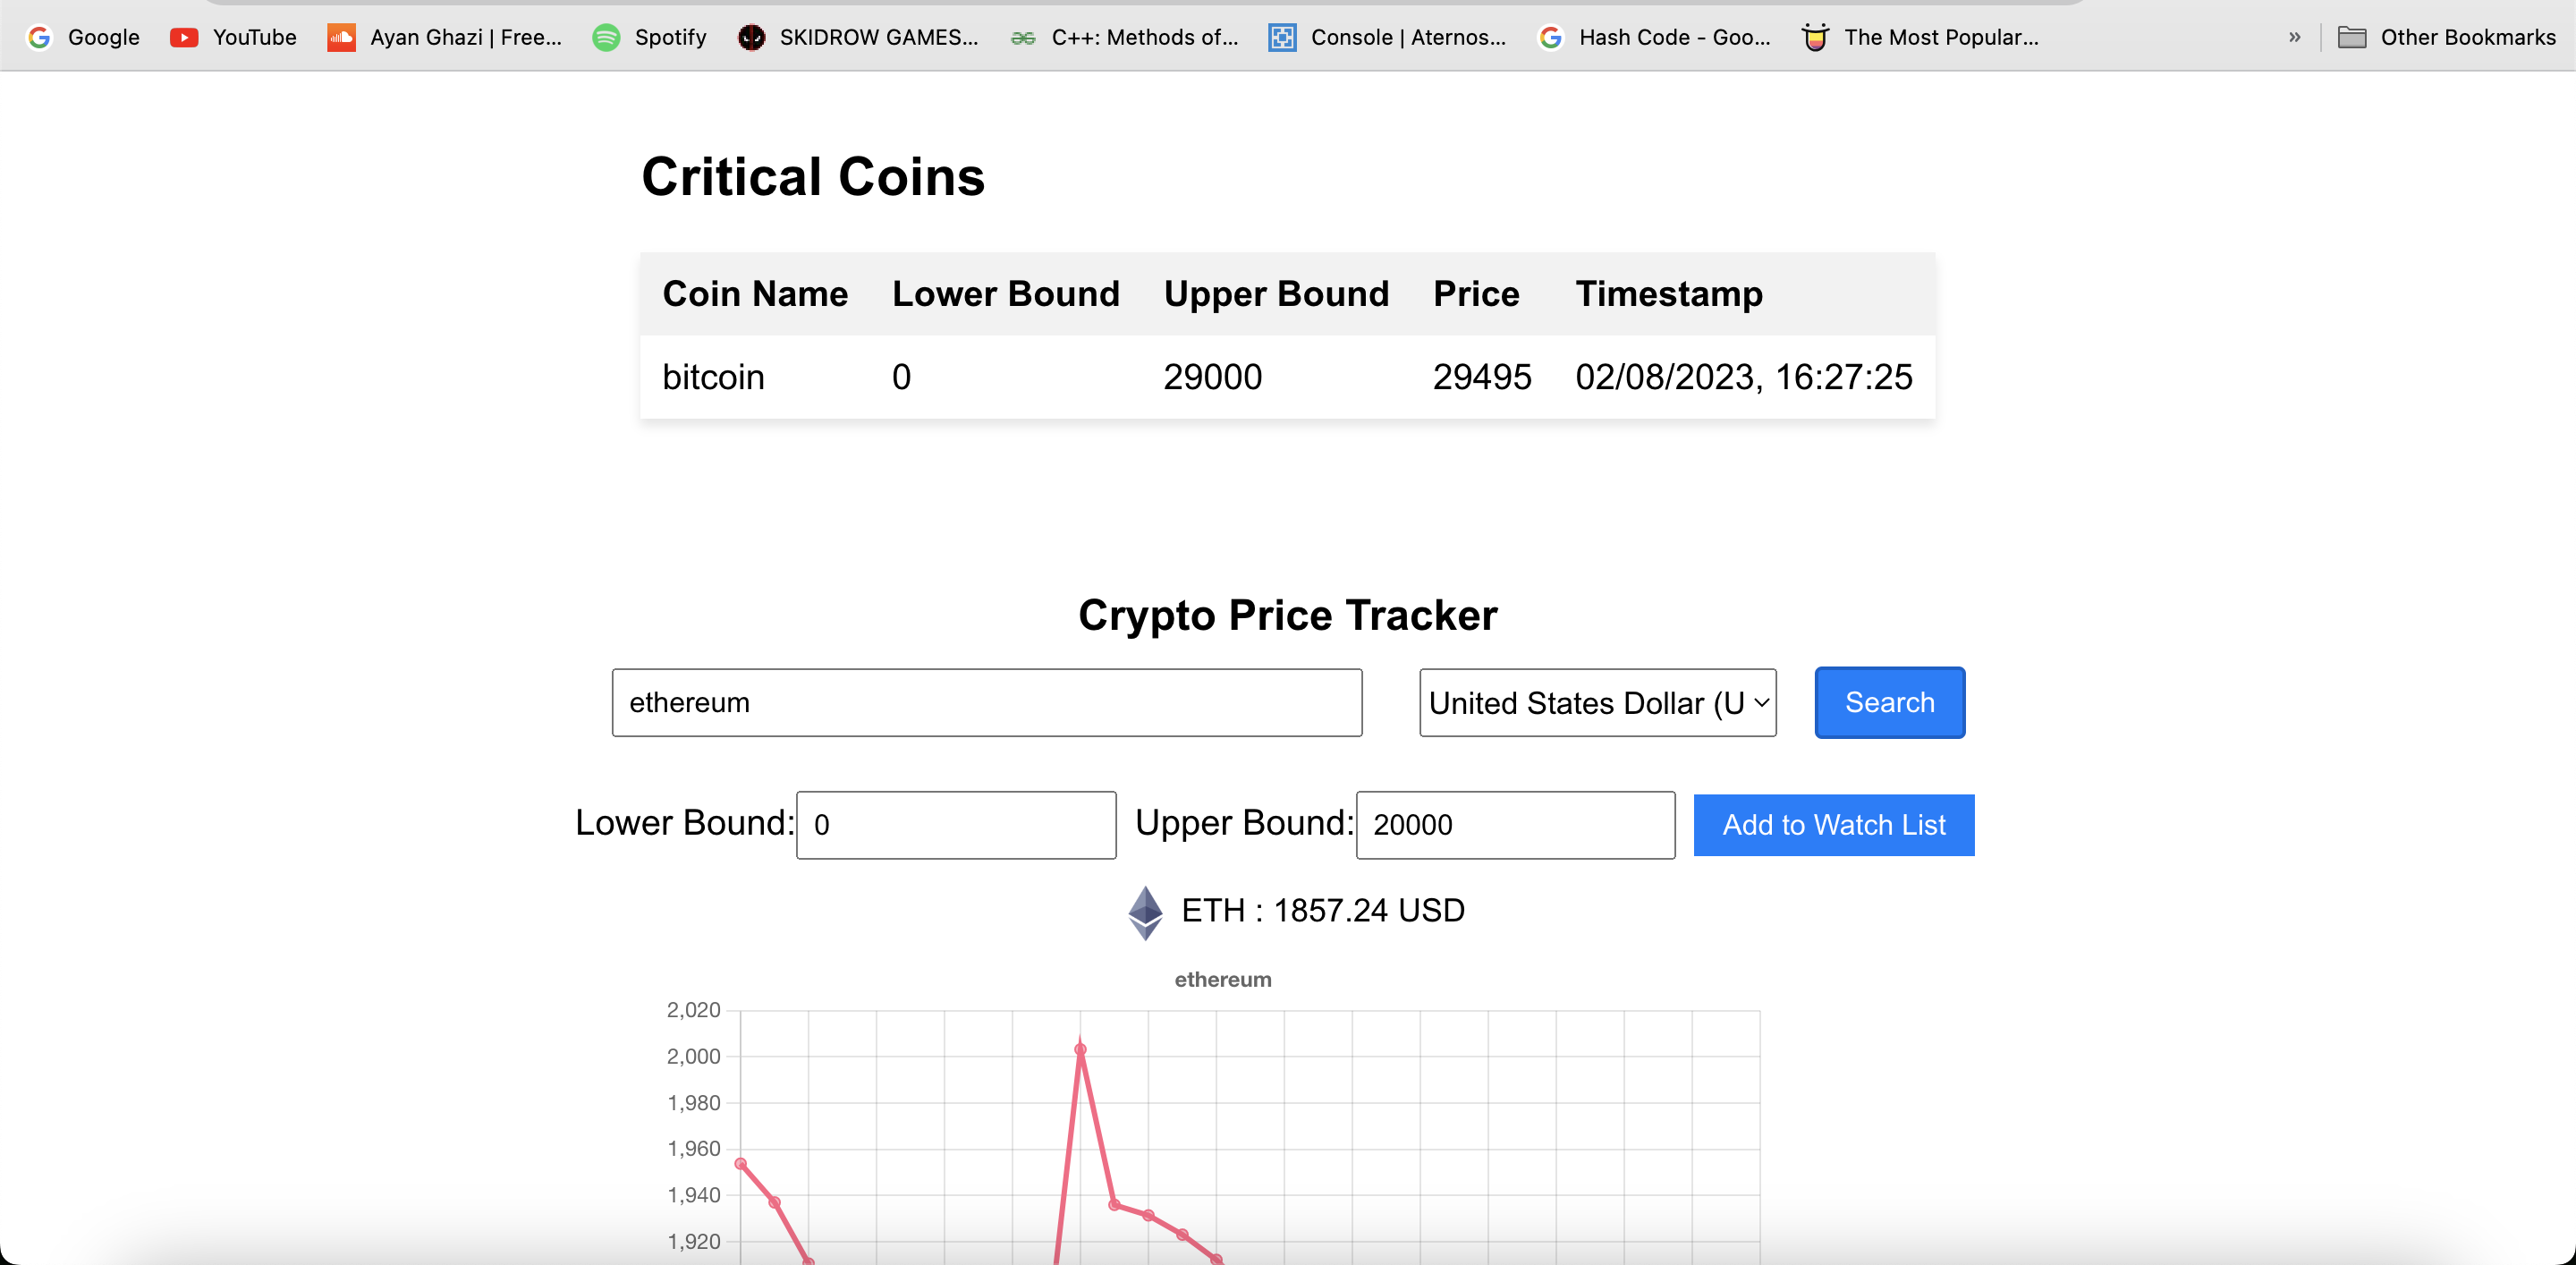 Google YouTube Ayan Ghazi | Free... Spotify SKIDROW GAMES... C++: Methods of... Console | Aternos... Hash Code - Goo... The Most Popular... » Other Bookmarks
Critical Coins
Coin Name Lower Bound Upper Bound Price Timestamp
bitcoin 0 29000 29495 02/08/2023, 16:27:25
Crypto Price Tracker
ethereum United States Dollar (U Search
Lower Bound: 0 Upper Bound: 20000 Add to Watch List
ETH : 1857.24 USD
ethereum
2,020
2,000
1,980
1,960
1,940
1,920